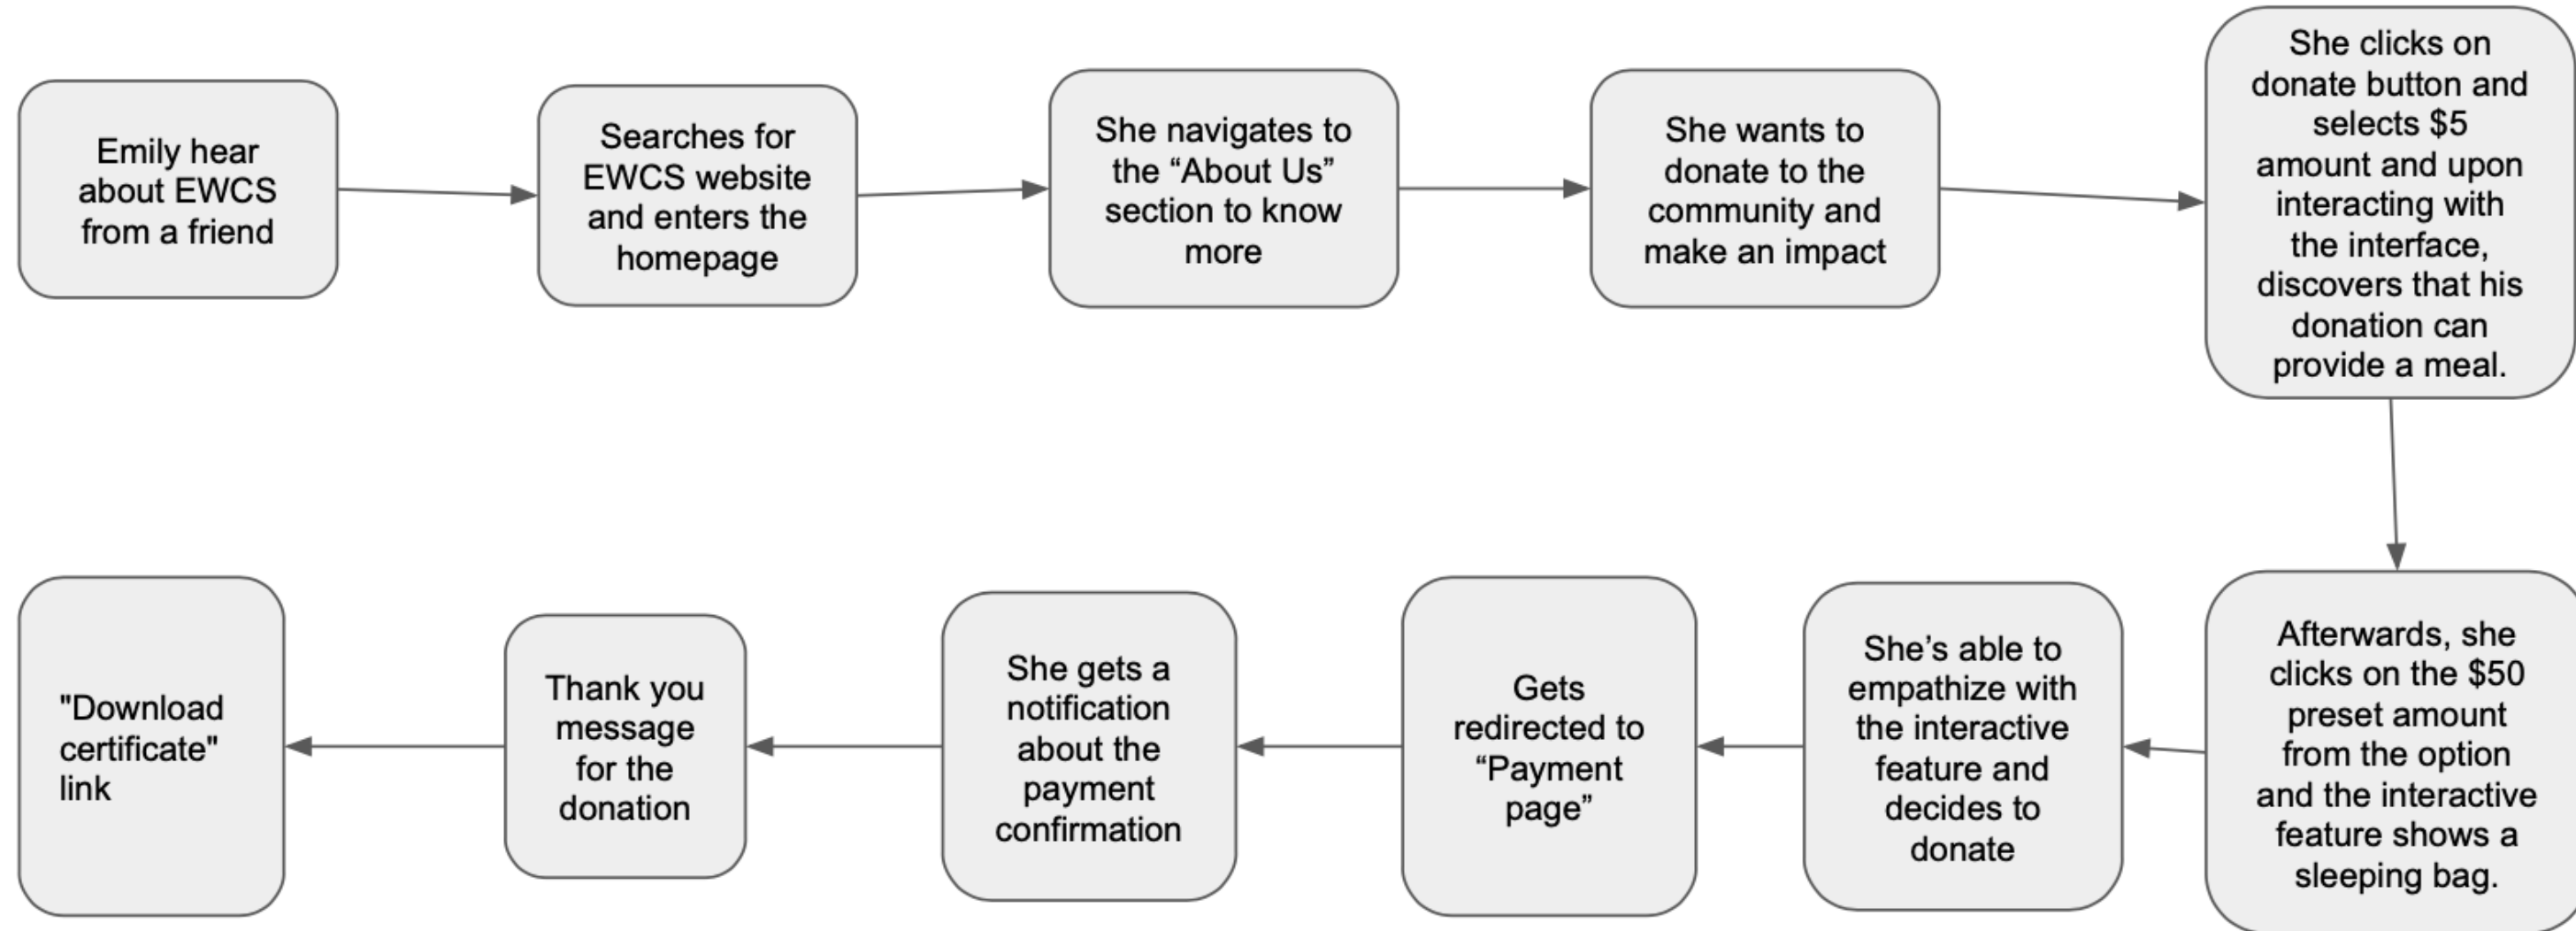 Emily hear
about EWCS
from a friend
Searches for
EWCS website
and enters the
homepage
She navigates to
the “About Us”
section to know
more
She wants to
donate to the
community and
make an impact
She clicks on
donate button and
selects $5
amount and upon
interacting with
the interface,
discovers that his
donation can
provide a meal.
Afterwards, she
clicks on the $50
preset amount
from the option
and the interactive
feature shows a
sleeping bag.
She’s able to
empathize with
the interactive
feature and
decides to
donate
Gets
redirected to
“Payment
page”
She gets a
notification
about the
payment
confirmation
Thank you
message
for the
donation
"Download
certificate"
link